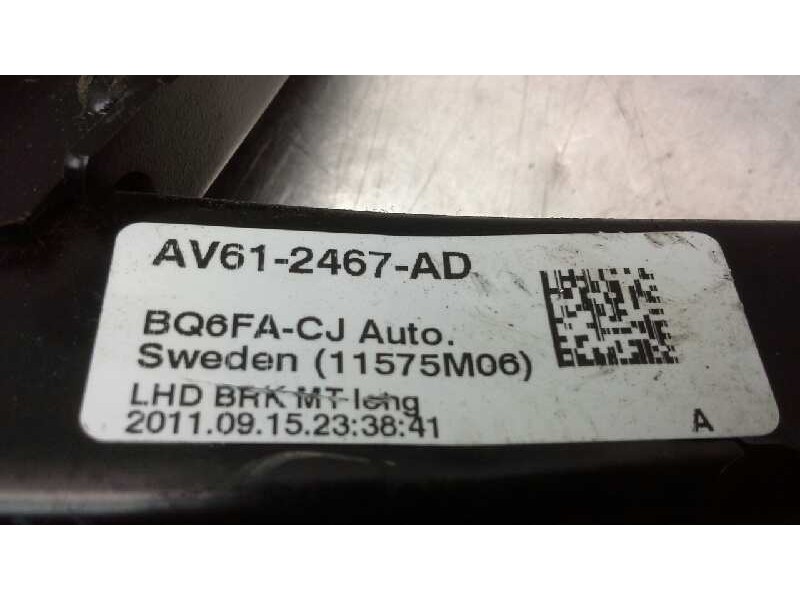 AV61-2467-AD
BQ6FA-CJ Auto.
Sweden (11575M06)
LHD BRK MT long
2011.09.15.23:38:41
A